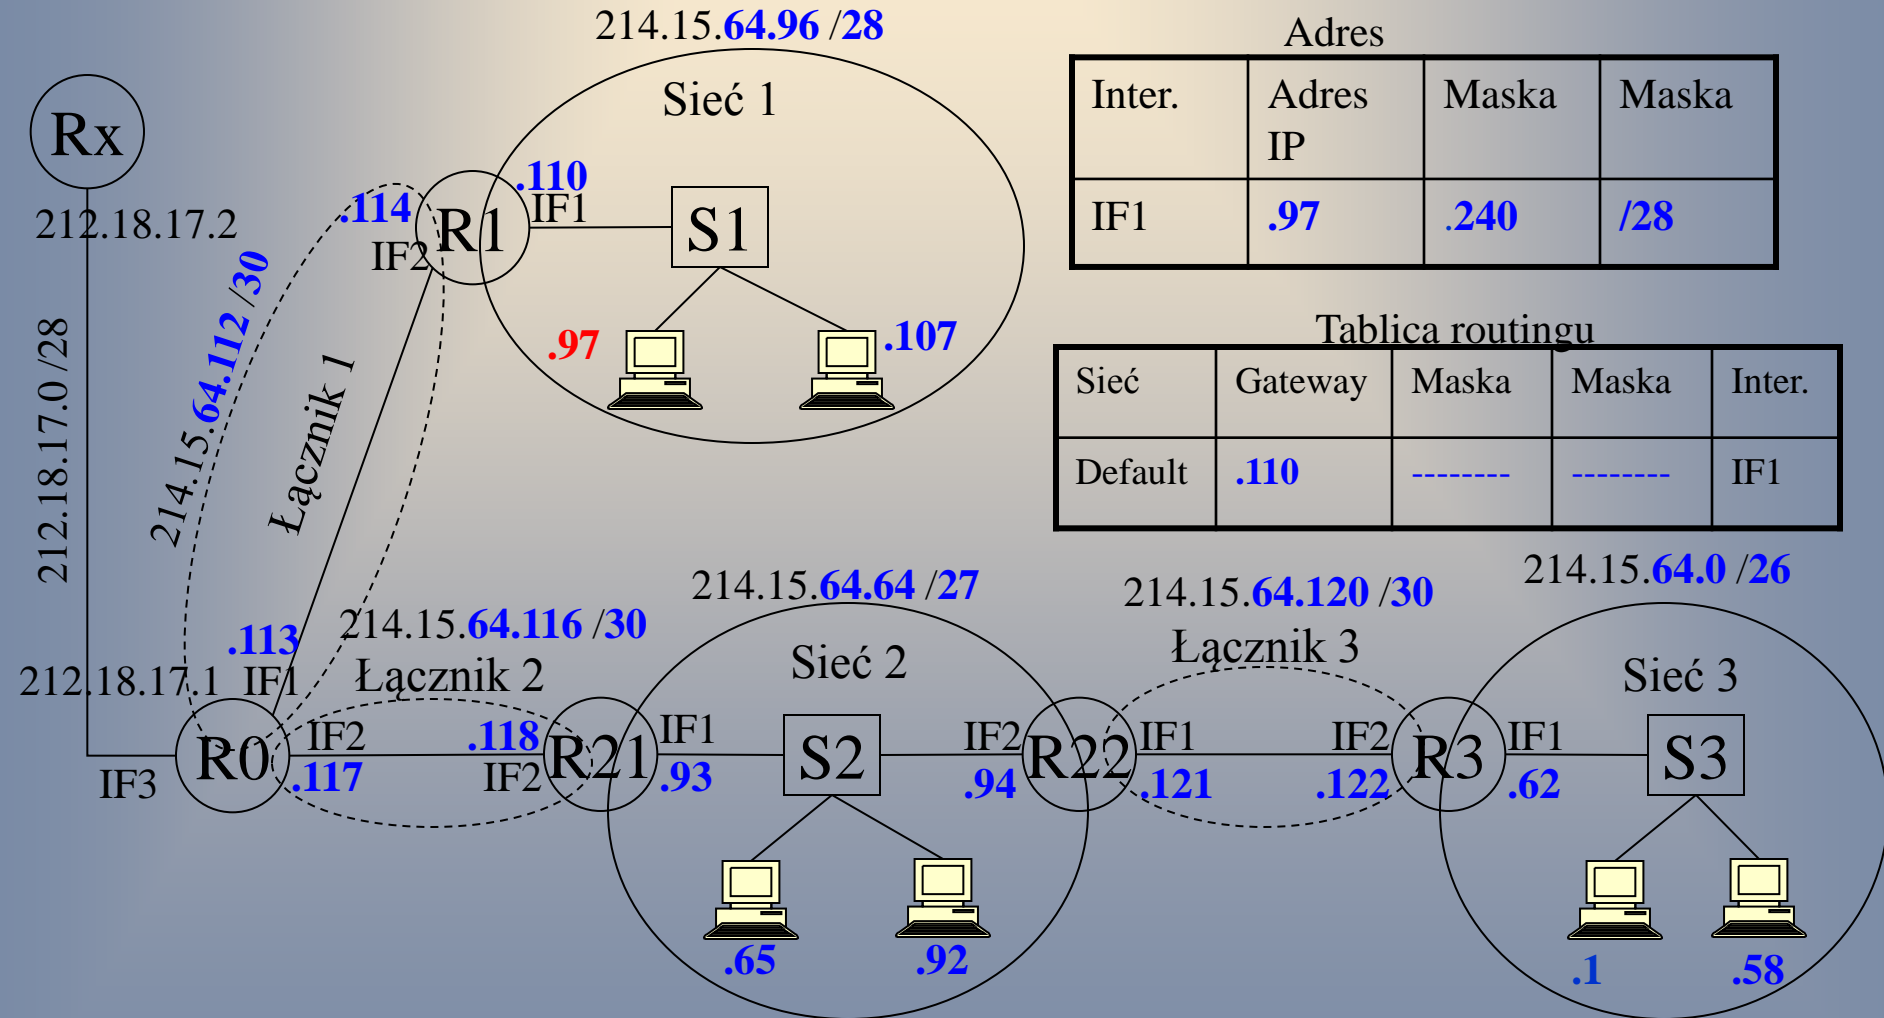 214.15.64.96 /28
Sieć 1
Rx
212.18.17.2
.114
IF2
R1
.110
IF1
S1
.97
.107
212.18.17.0 /28
214.15.64.112 /30
Łącznik 1
Adres
Inter. Adres IP Maska Maska
IF1 .97 .240 /28
Tablica routingu
Sieć Gateway Maska Maska Inter.
Default .110 -------- -------- IF1
.113
212.18.17.1 IF1
R0
IF3
IF2
.117
214.15.64.116 /30
Łącznik 2
.118
IF2
R21
IF1
.93
214.15.64.64 /27
Sieć 2
S2
.65
.92
IF2
.94
R22
IF1
.121
214.15.64.120 /30
Łącznik 3
IF2
.122
R3
IF1
.62
214.15.64.0 /26
Sieć 3
S3
.1
.58